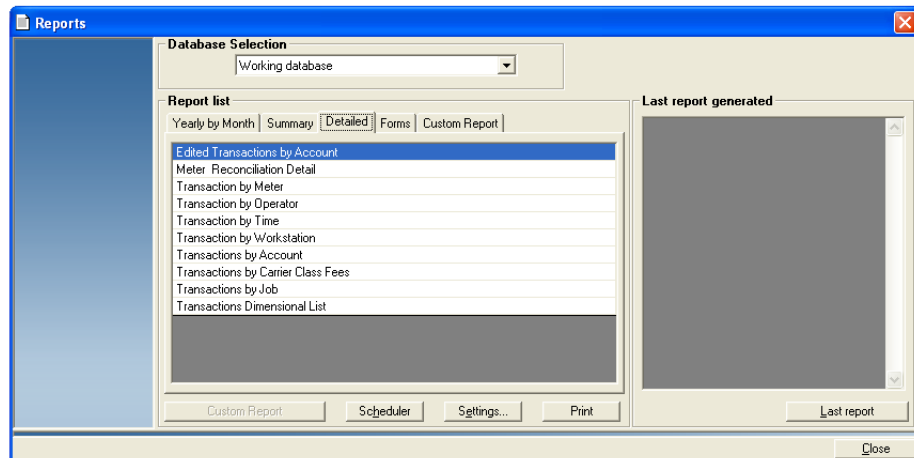 Reports
Database Selection
Working database
Report list
Yearly by Month Summary Detailed Forms Custom Report
Edited Transactions by Account
Meter Reconciliation Detail
Transaction by Meter
Transaction by Operator
Transaction by Time
Transaction by Workstation
Transactions by Account
Transactions by Carrier Class Fees
Transactions by Job
Transactions Dimensional List
Custom Report Scheduler Settings... Print
Last report generated
Last report
Close